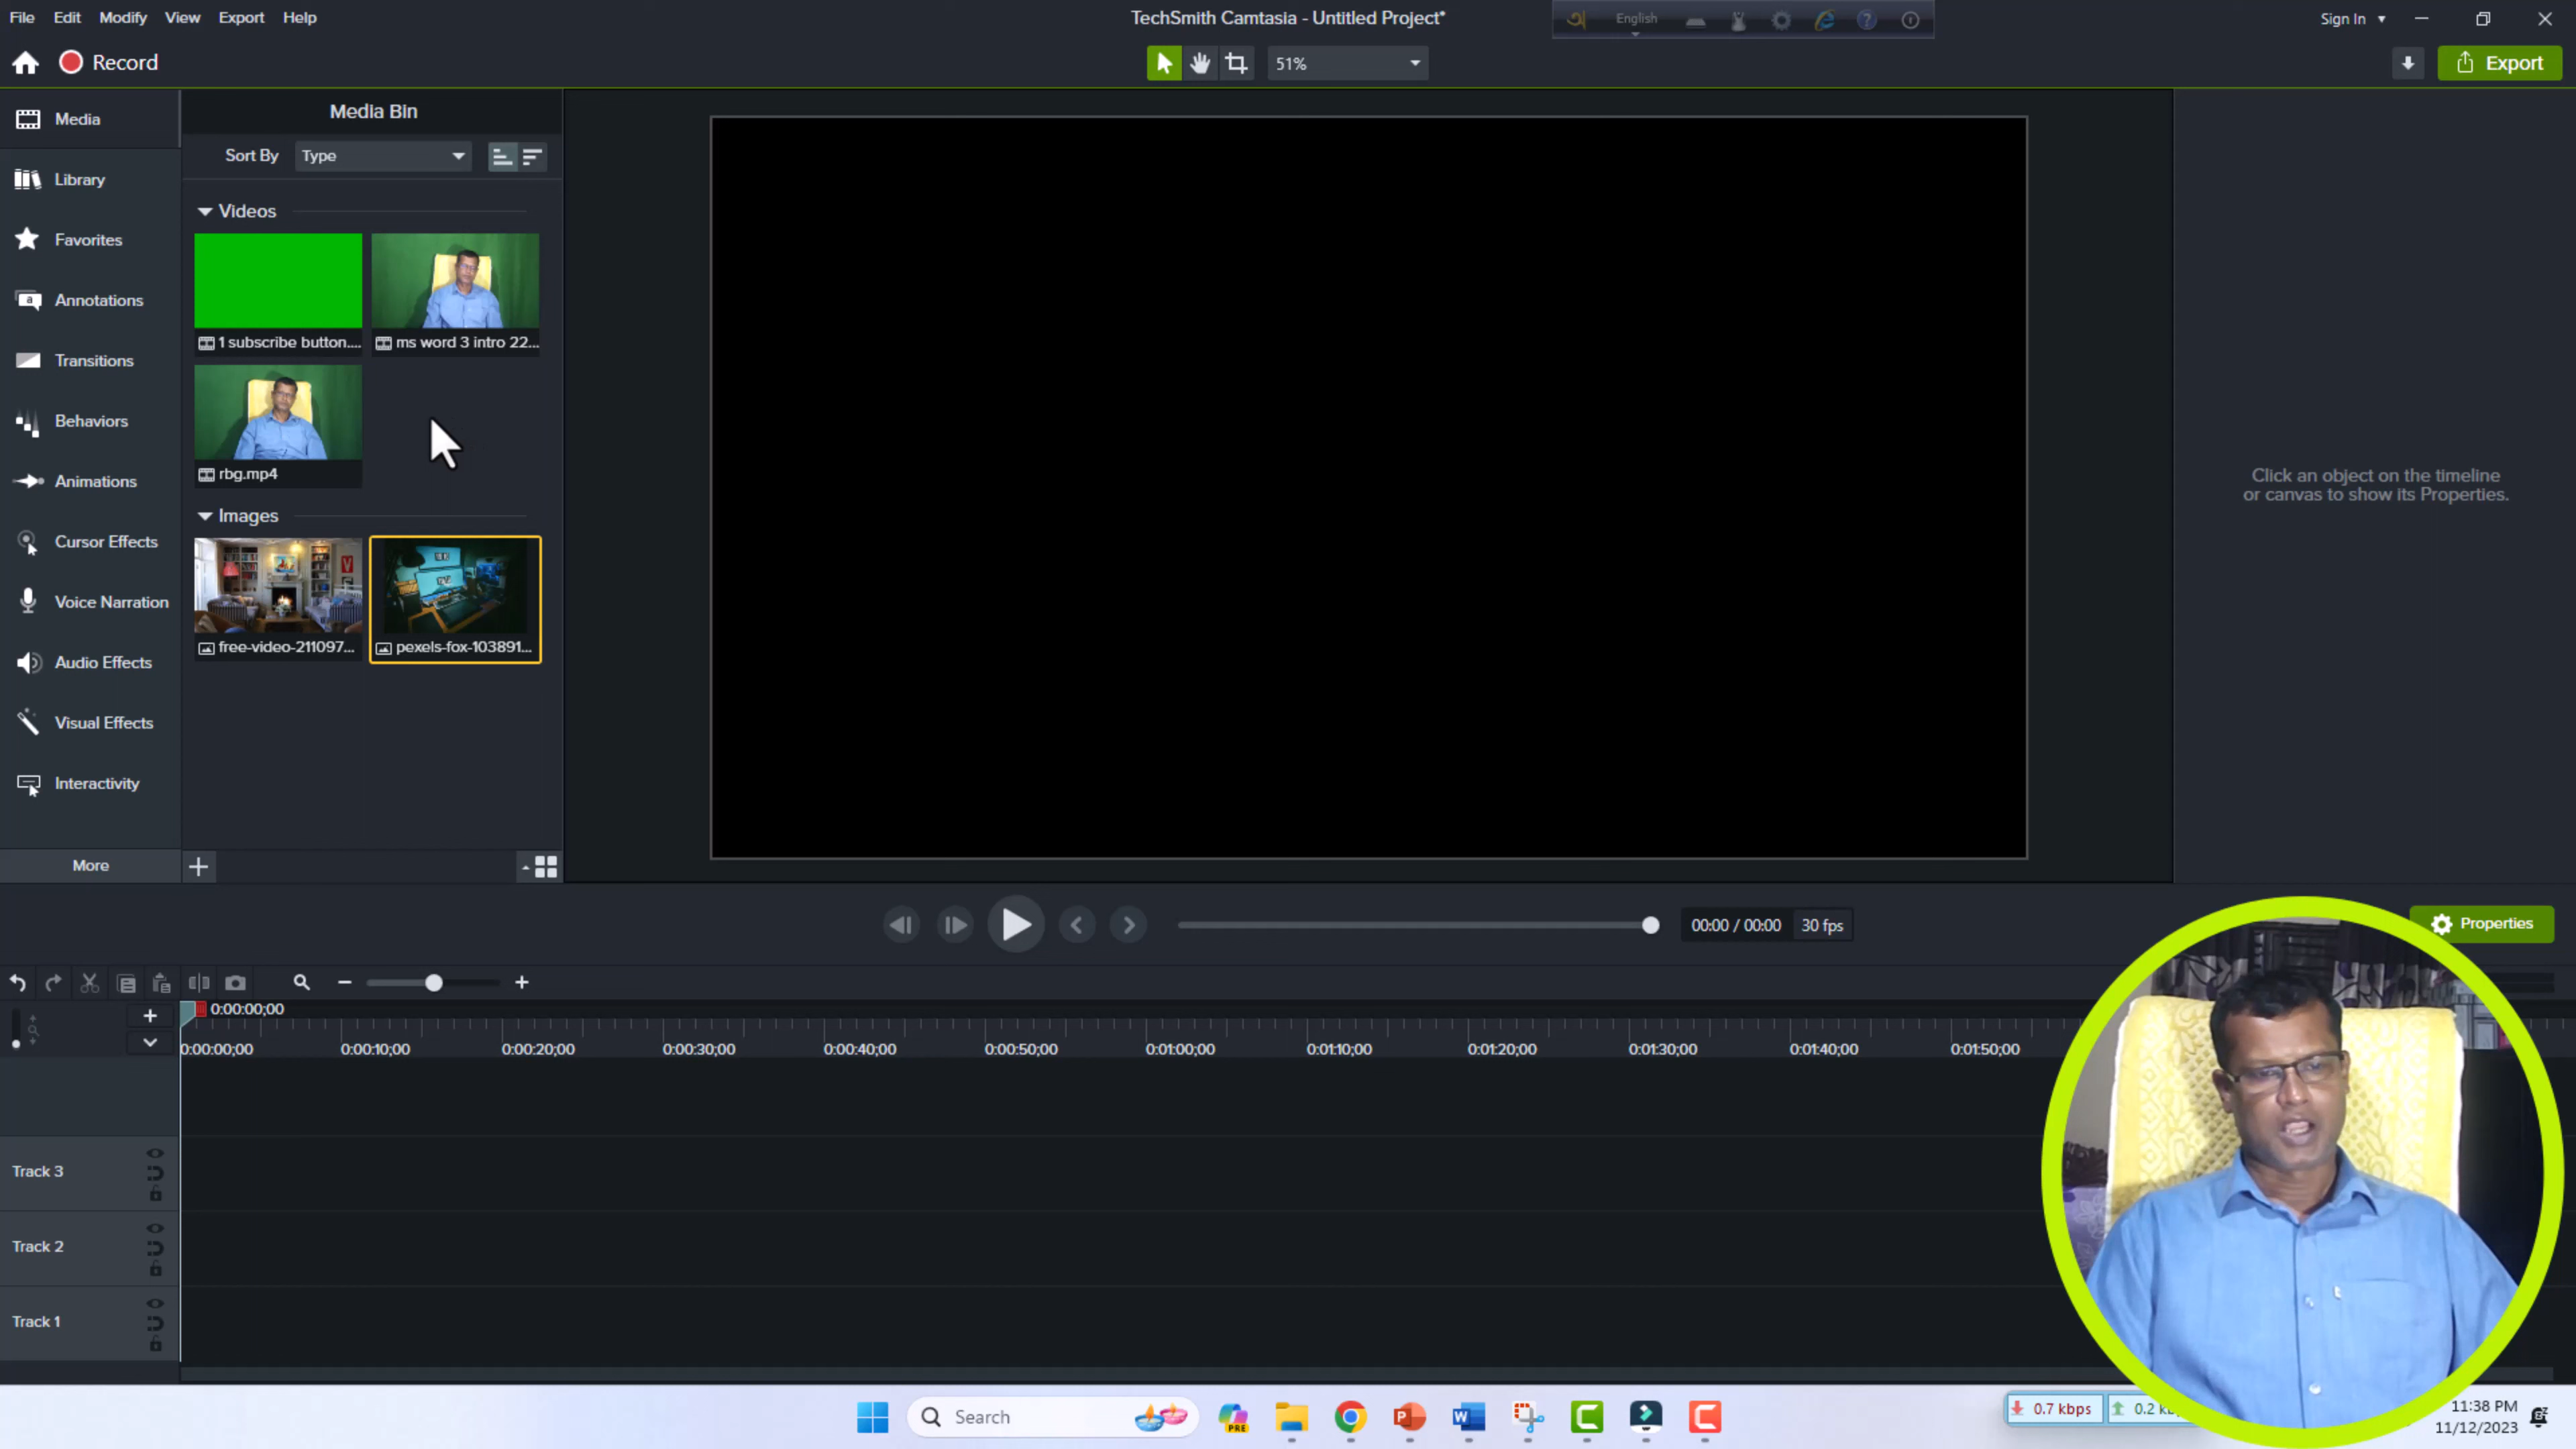 File Edit Modify View Export Help
TechSmith Camtasia - Untitled Project*
অ English
Sign In
Record
51%
Export
Media
Media Bin
Sort By Type
Library
Videos
Favorites
Annotations
1 subscribe button....
ms word 3 intro 22...
Transitions
Behaviors
rbg.mp4
Animations
Click an object on the timeline
or canvas to show its Properties.
Images
Cursor Effects
Voice Narration
free-video-211097...
pexels-fox-103891...
Audio Effects
Visual Effects
Interactivity
More
00:00 / 00:00 30 fps
Properties
0:00:00;00
0:00:00;00 0:00:10;00 0:00:20;00 0:00:30;00 0:00:40;00 0:00:50;00 0:01:00;00 0:01:10;00 0:01:20;00 0:01:30;00 0:01:40;00 0:01:50;00
Track 3
Track 2
Track 1
Search
PRE
0.7 kbps
0.2
11:38 PM
11/12/2023